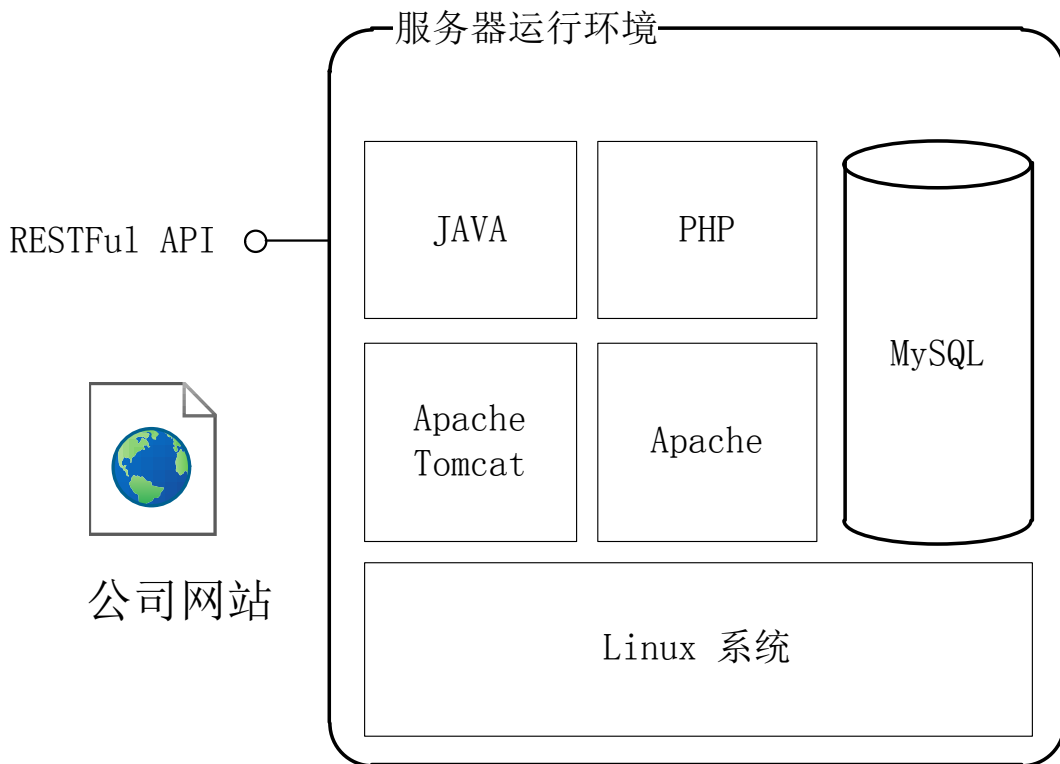 服务器运行环境
JAVA
PHP
RESTFul API
MySQL
Apache
Tomcat
Apache
公司网站
Linux 系统